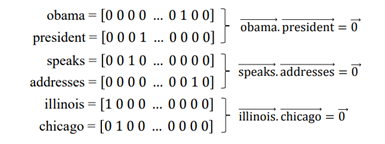 obama = [0 0 0 0 ... 0 1 0 0]
president = [0 0 0 1 ... 0 0 0 0]
obama. president = 0
speaks = [0 0 1 0 ... 0 0 0 0]
addresses = [0 0 0 0 ... 0 0 1 0]
speaks. addresses = 0
illinois = [1 0 0 0 ... 0 0 0 0]
chicago = [0 1 0 0 ... 0 0 0 0]
illinois. chicago = 0